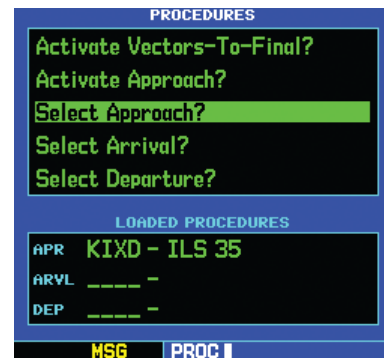 PROCEDURES
Activate Vectors-To-Final?
Activate Approach?
Select Approach?
Select Arrival?
Select Departure?
LOADED PROCEDURES
APR KIXD - ILS 35
ARVL ____ -
DEP ____ -
MSG PROC